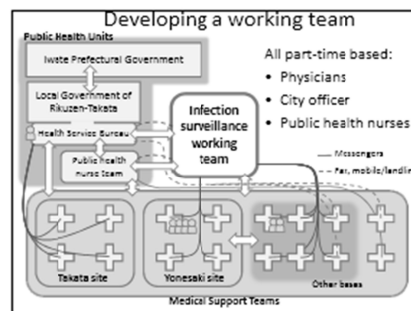 Developing a working team
Public Health Units
Iwate Prefectural Government
Local Government of
Rikuzen-Takata
Health Service Bureau
Public health
nurse team
Infection
surveillance
working
team
All part-time based:
• Physicians
• City officer
• Public health nurses
Messengers
Fax, mobile/landline
Takata site
Yonesaki site
Other bases
Medical Support Teams